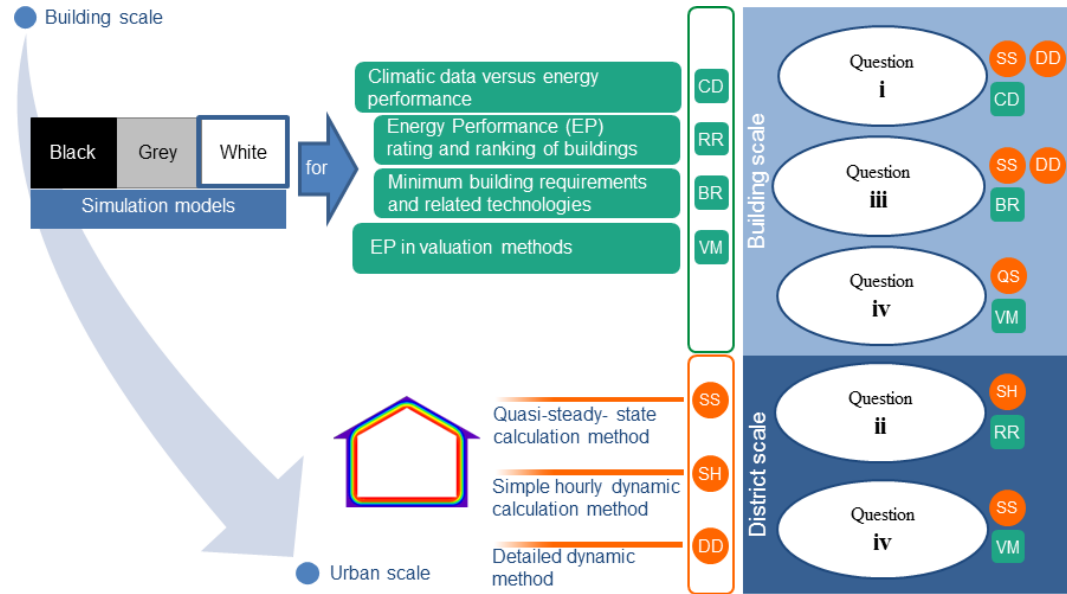 Building scale
Black
Grey
White
Simulation models
for
Climatic data versus energy
performance
Energy Performance (EP)
rating and ranking of buildings
Minimum building requirements
and related technologies
EP in valuation methods
CD
RR
BR
VM
Quasi-steady- state
calculation method
SS
Simple hourly dynamic
calculation method
SH
Detailed dynamic
method
DD
Urban scale
Building scale
Question
i
SS DD
CD
Question
iii
SS DD
BR
Question
iv
QS
VM
District scale
Question
ii
SH
RR
Question
iv
SS
VM